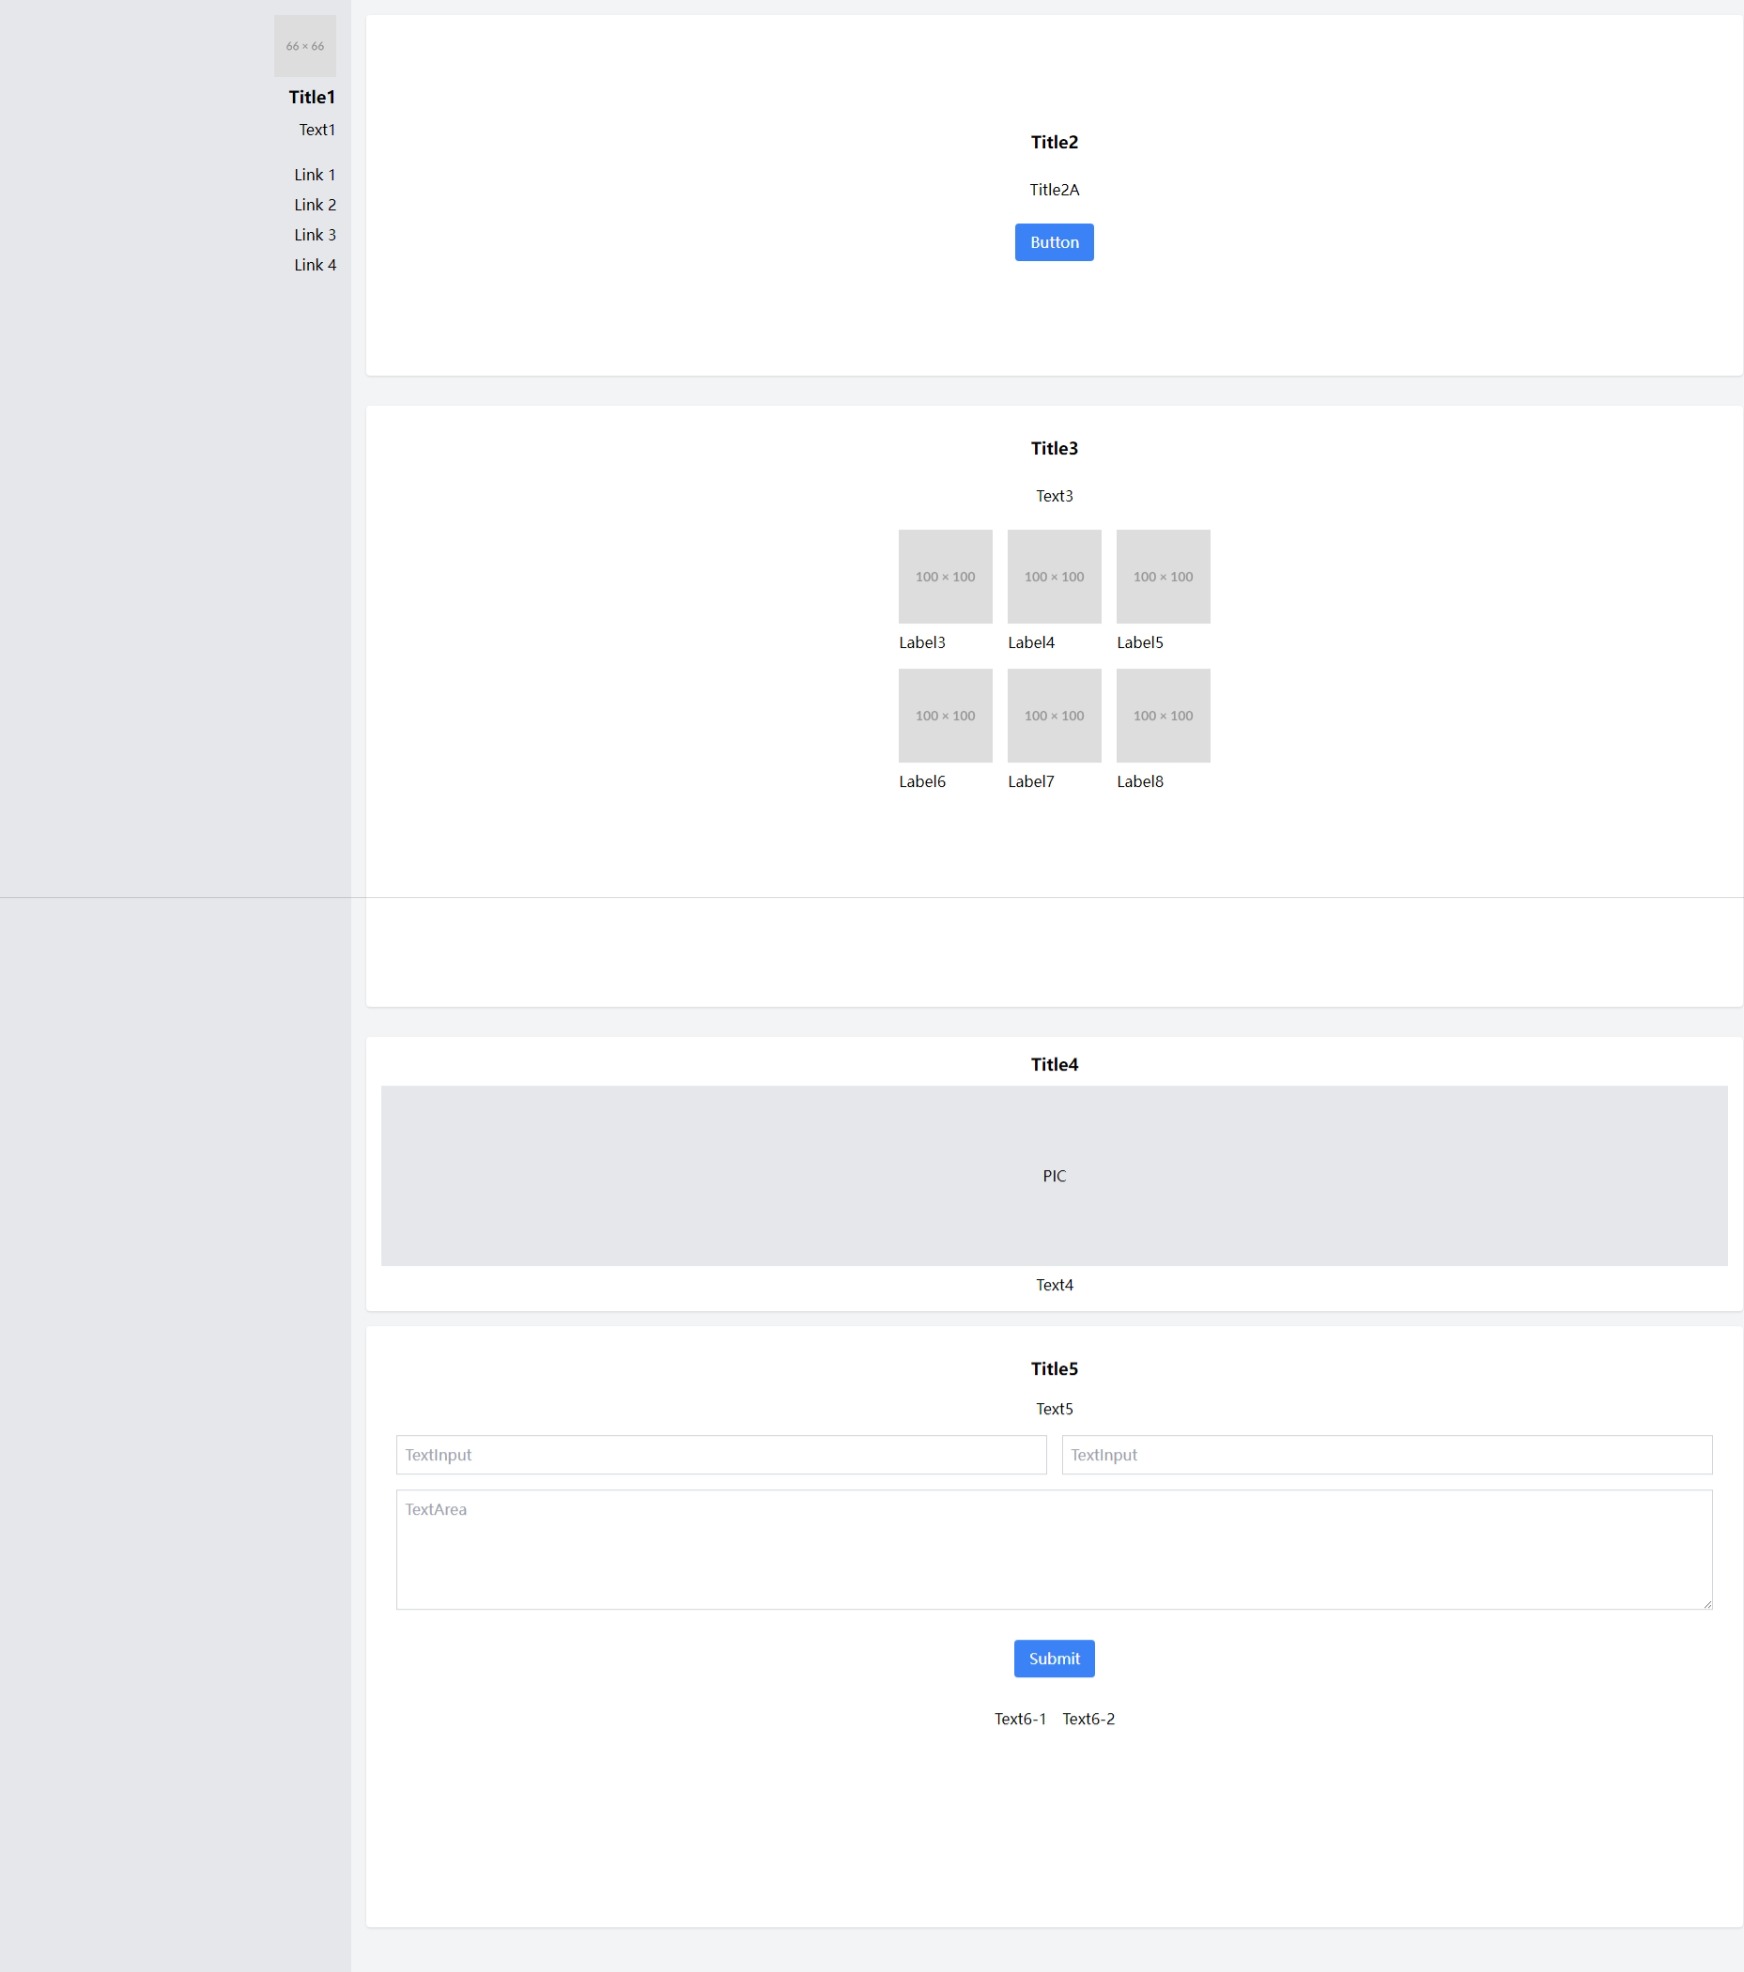 66 × 66
Title1
Text1
Link 1
Link 2
Link 3
Link 4
Title2
Title2A
Button
Title3
Text3
100 × 100 100 × 100 100 × 100
Label3 Label4 Label5
100 × 100 100 × 100 100 × 100
Label6 Label7 Label8
Title4
PIC
Text4
Title5
Text5
TextInput TextInput
TextArea
Submit
Text6-1 Text6-2